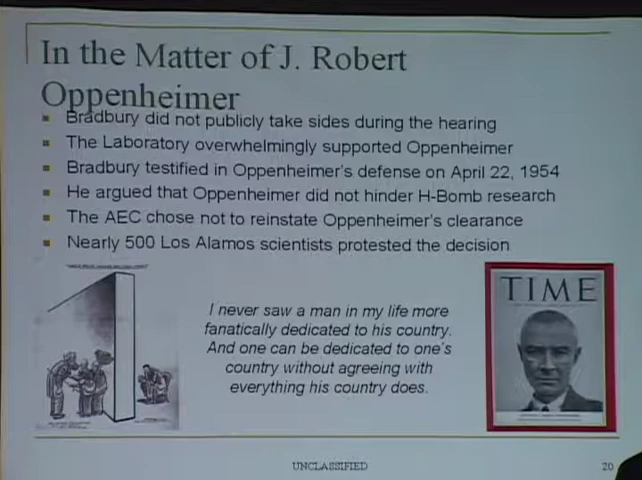 In the Matter of J. Robert
Oppenheimer
Bradbury did not publicly take sides during the hearing
The Laboratory overwhelmingly supported Oppenheimer
Bradbury testified in Oppenheimer's defense on April 22, 1954
He argued that Oppenheimer did not hinder H-Bomb research
The AEC chose not to reinstate Oppenheimer's clearance
Nearly 500 Los Alamos scientists protested the decision
I never saw a man in my life more
fanatically dedicated to his country.
And one can be dedicated to one's
country without agreeing with
everything his country does.
TIME
UNCLASSIFIED
20